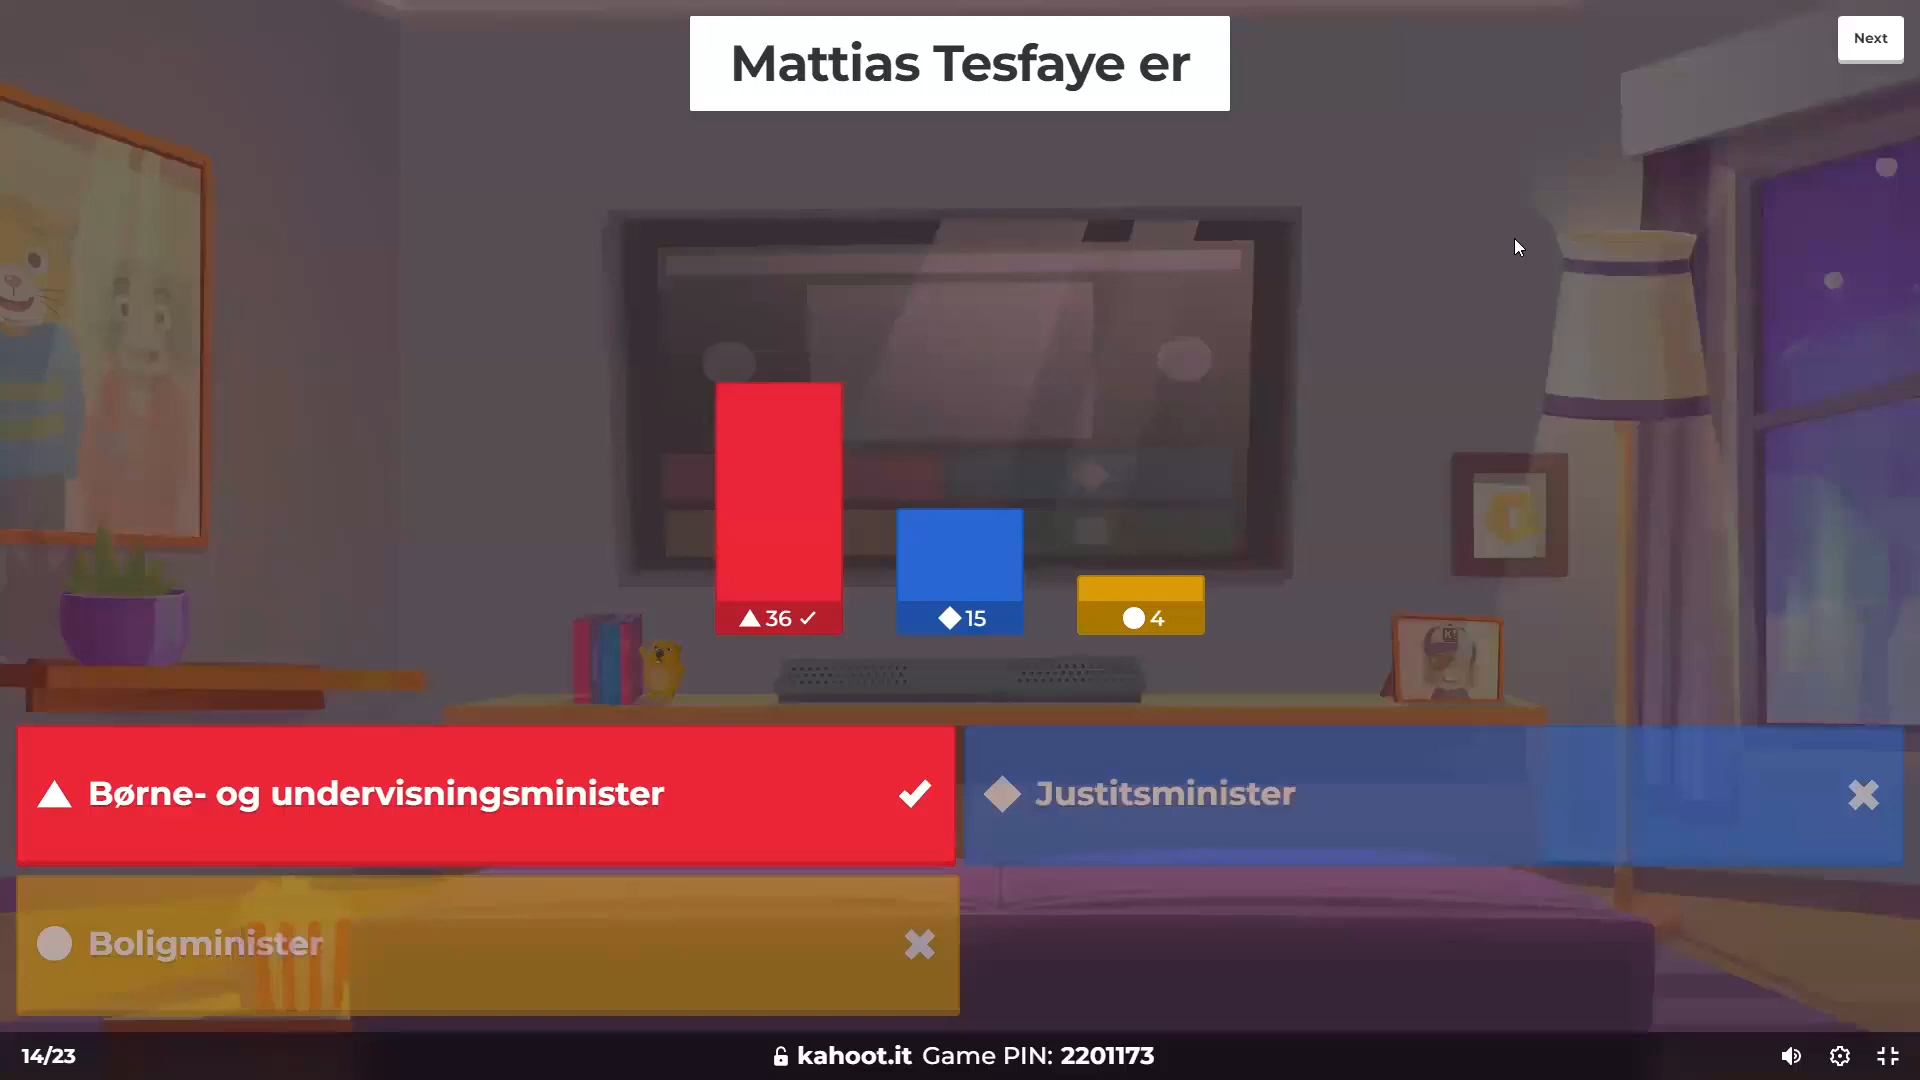 Mattias Tesfaye er
Next
36
15
4
Børne- og undervisningsminister
Justitsminister
Boligminister
14/23
kahoot.it Game PIN: 2201173